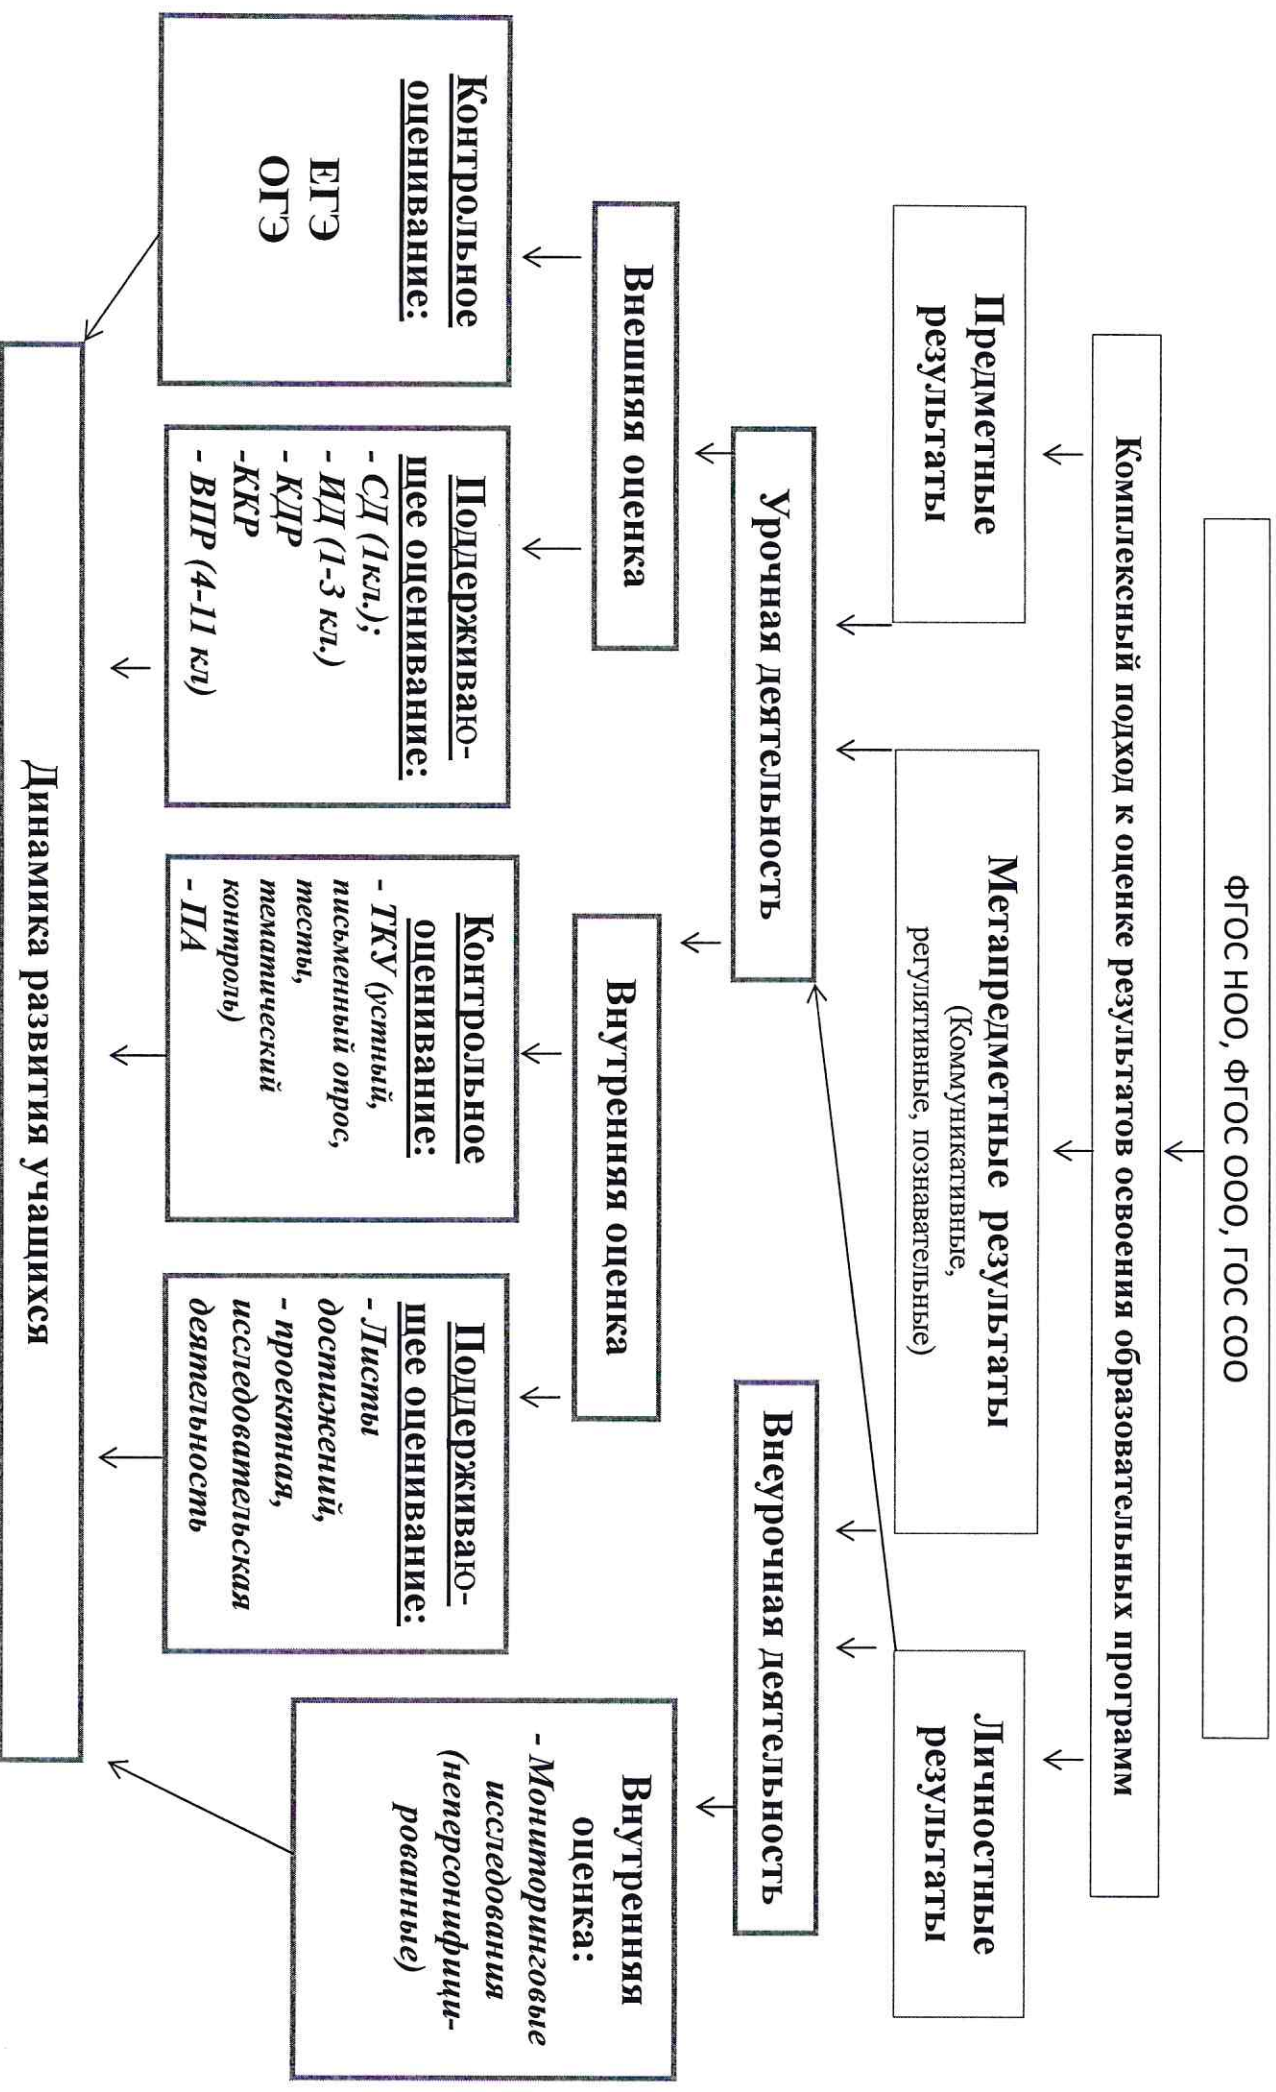 ФГОС НОО, ФГОС ООО, ГОС СОО
Комплексный подход к оценке результатов освоения образовательных программ
Предметные
результаты
Метапредметные результаты
(Коммуникативные,
регулятивные, познавательные)
Личностные
результаты
Урочная деятельность
Внеурочная деятельность
Внешняя оценка
Внутренняя оценка
Контрольное
оценивание:
ЕГЭ
ОГЭ
Поддерживаю-
щее оценивание:
- СД (1кл.);
- ИД (1-3 кл.)
- КДР
-ККР
- ВПР (4-11 кл)
Контрольное
оценивание:
- ТКУ (устный,
письменный опрос,
тесты,
тематический
контроль)
- ПА
Поддерживаю-
щее оценивание:
- Листы
достижений,
- проектная,
исследовательская
деятельность
Внутренняя
оценка:
- Мониторинговые
исследования
(неперсонифици-
рованные)
Динамика развития учащихся